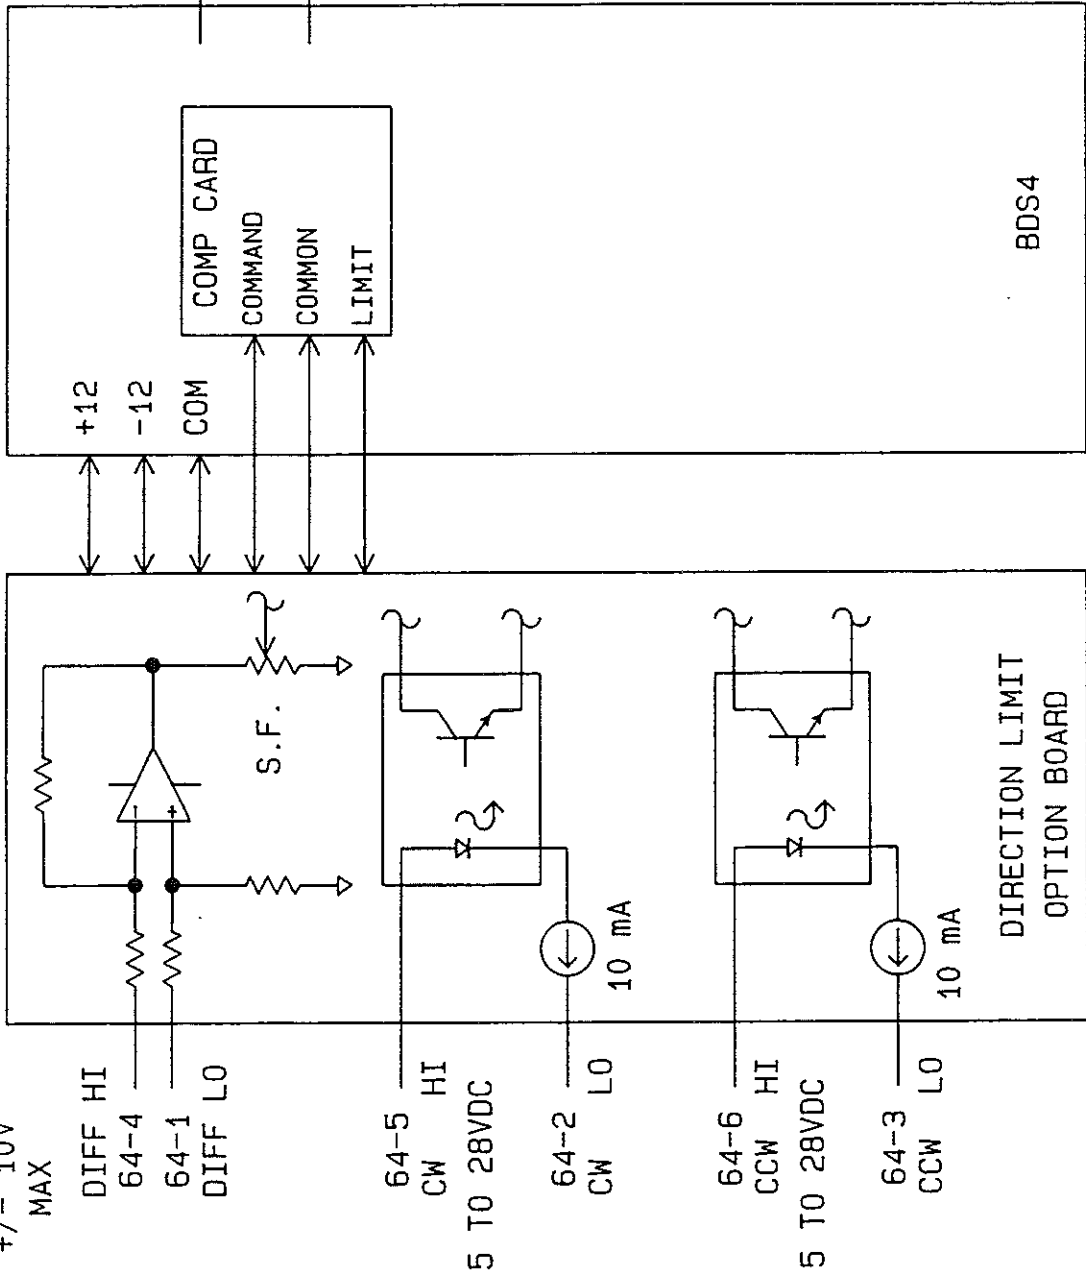 +/- 10V
MAX
DIFF HI
64-4
64-1
DIFF LO
64-5 HI
CW
5 TO 28VDC
64-2 LO
CW
64-6 HI
CCW
5 TO 28VDC
64-3 LO
CCW
-
+
S.F.
10 mA
10 mA
DIRECTION LIMIT
OPTION BOARD
+12
-12
COM
COMP CARD
COMMAND
COMMON
LIMIT
BDS4